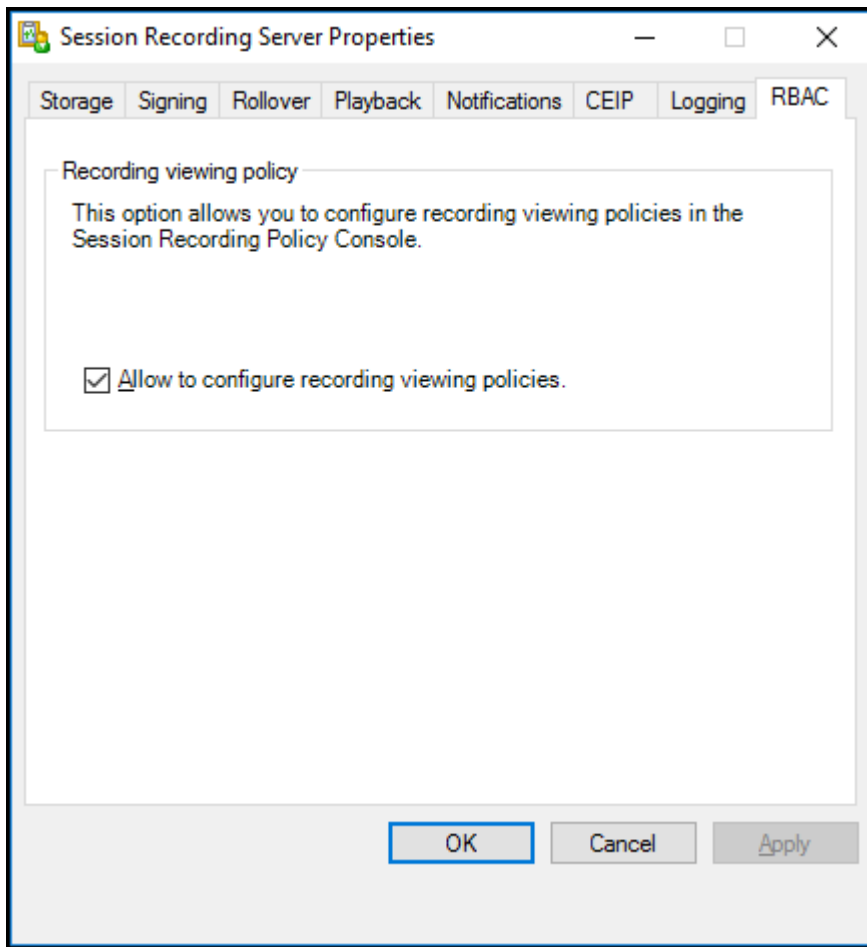 Session Recording Server Properties
Storage Signing Rollover Playback Notifications CEIP Logging RBAC
Recording viewing policy
This option allows you to configure recording viewing policies in the
Session Recording Policy Console.
Allow to configure recording viewing policies.
OK Cancel Apply